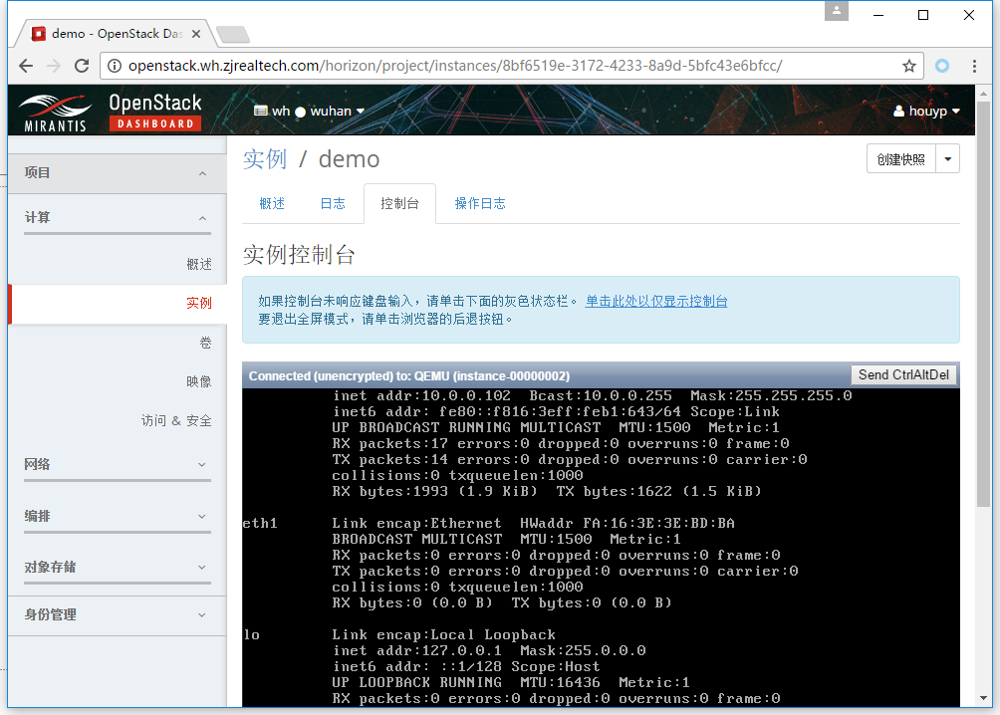 demo - OpenStack Das
openstack.wh.zjrealtech.com/horizon/project/instances/8bf6519e-3172-4233-8a9d-5bfc43e6bfcc/
MIRANTIS
OpenStack
DASHBOARD
wh wuhan
houyp
项目
计算
概述
实例
卷
映像
访问 & 安全
网络
编排
对象存储
身份管理
实例 / demo
创建快照
概述 日志 控制台 操作日志
实例控制台
如果控制台未响应键盘输入，请单击下面的灰色状态栏。 单击此处以仅显示控制台
要退出全屏模式，请单击浏览器的后退按钮。
Connected (unencrypted) to: QEMU (instance-00000002)
Send CtrlAltDel
inet addr:10.0.0.102  Bcast:10.0.0.255  Mask:255.255.255.0
inet6 addr: fe80::f816:3eff:feb1:643/64 Scope:Link
UP BROADCAST RUNNING MULTICAST  MTU:1500  Metric:1
RX packets:17 errors:0 dropped:0 overruns:0 frame:0
TX packets:14 errors:0 dropped:0 overruns:0 carrier:0
collisions:0 txqueuelen:1000
RX bytes:1993 (1.9 KiB)  TX bytes:1622 (1.5 KiB)
eth1      Link encap:Ethernet  HWaddr FA:16:3E:3E:BD:BA
BROADCAST MULTICAST  MTU:1500  Metric:1
RX packets:0 errors:0 dropped:0 overruns:0 frame:0
TX packets:0 errors:0 dropped:0 overruns:0 carrier:0
collisions:0 txqueuelen:1000
RX bytes:0 (0.0 B)  TX bytes:0 (0.0 B)
lo        Link encap:Local Loopback
inet addr:127.0.0.1  Mask:255.0.0.0
inet6 addr: ::1/128 Scope:Host
UP LOOPBACK RUNNING  MTU:16436  Metric:1
RX packets:0 errors:0 dropped:0 overruns:0 frame:0